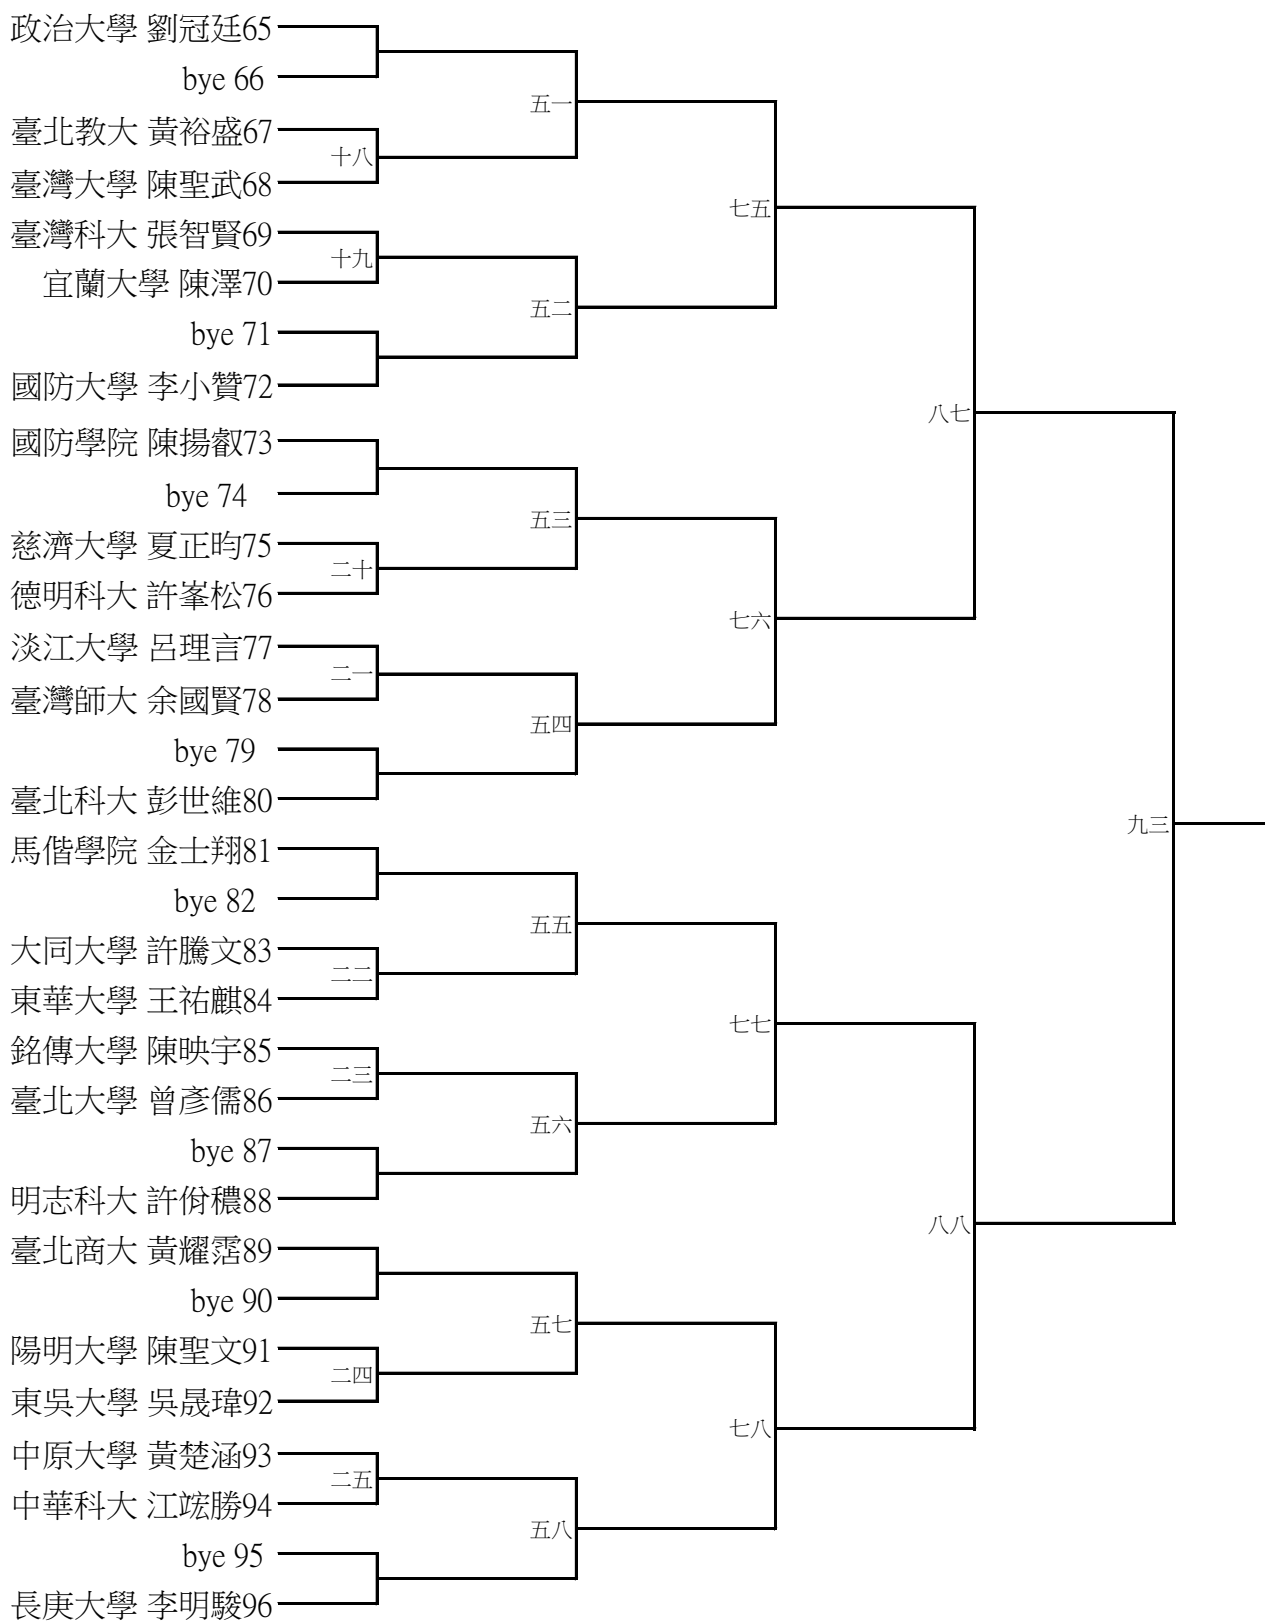 政治大學 劉冠廷65
bye 66
五一
臺北教大 黃裕盛67
十八
臺灣大學 陳聖武68
七五
臺灣科大 張智賢69
十九
宜蘭大學 陳澤70
五二
bye 71
國防大學 李小贊72
八七
國防學院 陳揚叡73
bye 74
五三
慈濟大學 夏正昀75
二十
德明科大 許峯松76
七六
淡江大學 呂理言77
二一
臺灣師大 余國賢78
五四
bye 79
臺北科大 彭世維80
九三
馬偕學院 金士翔81
bye 82
五五
大同大學 許騰文83
二二
東華大學 王祐麒84
七七
銘傳大學 陳映宇85
二三
臺北大學 曾彥儒86
五六
bye 87
明志科大 許佾穠88
八八
臺北商大 黃耀霑89
bye 90
五七
陽明大學 陳聖文91
二四
東吳大學 吳晟瑋92
七八
中原大學 黃楚涵93
二五
中華科大 江竤勝94
五八
bye 95
長庚大學 李明駿96